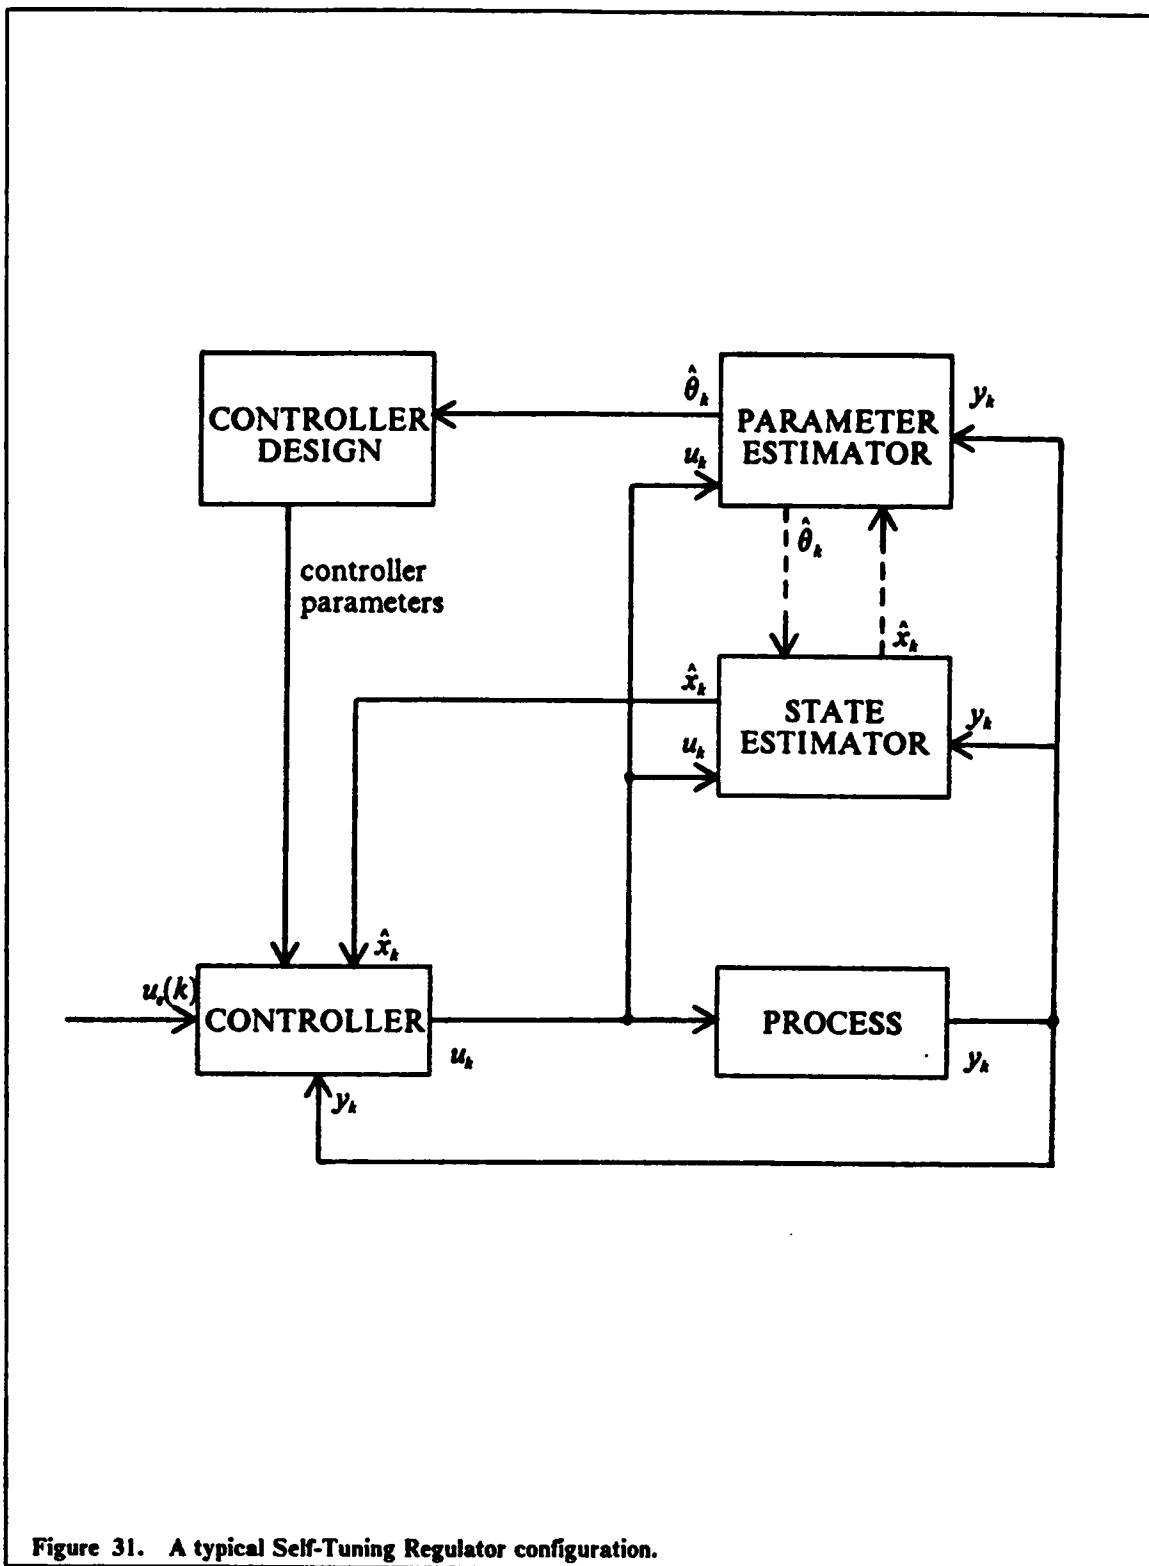 CONTROLLER
DESIGN
θ̂ₖ
PARAMETER
ESTIMATOR
yₖ
uₖ
controller
parameters
θ̂ₖ
x̂ₖ
x̂ₖ
STATE
ESTIMATOR
yₖ
uₖ
x̂ₖ
(k)
CONTROLLER
uₖ
PROCESS
yₖ
yₖ
Figure 31. A typical Self-Tuning Regulator configuration.